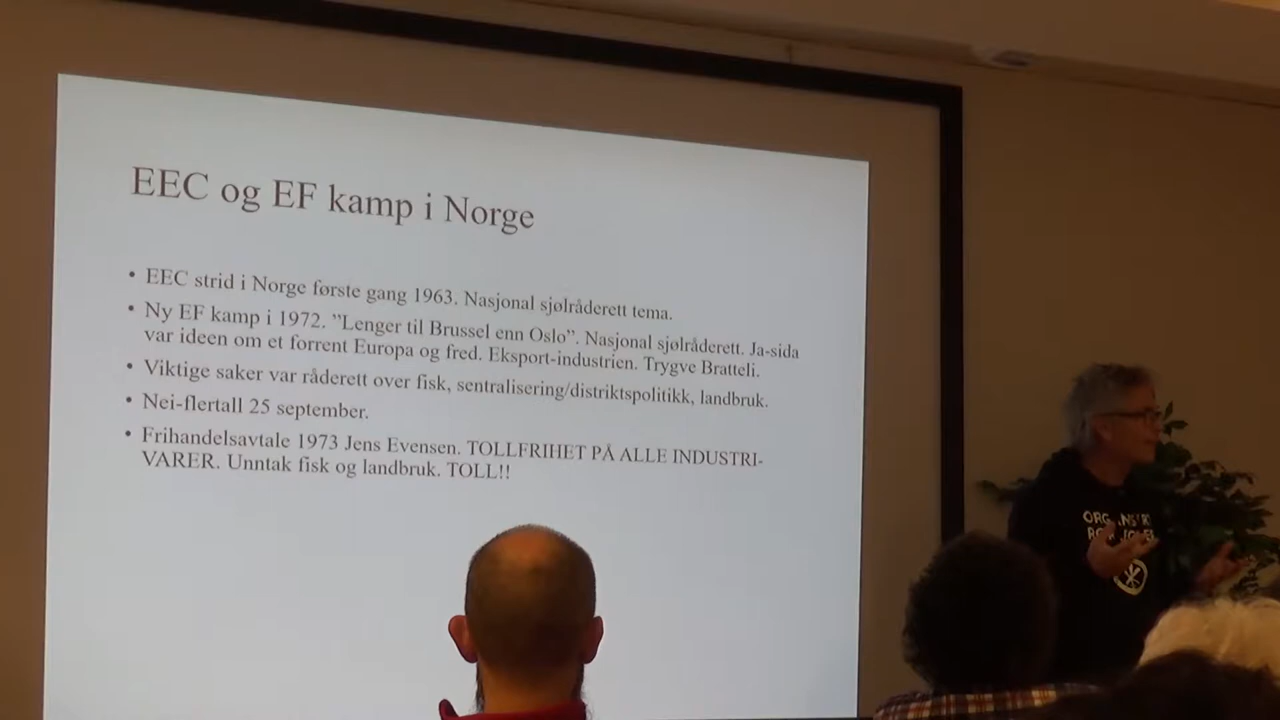 EEC og EF kamp i Norge
• EEC strid i Norge første gang 1963. Nasjonal sjølråderett tema.
• Ny EF kamp i 1972. ”Lenger til Brussel enn Oslo”. Nasjonal sjølråderett. Ja-sida
var ideen om et forrent Europa og fred. Eksport-industrien. Trygve Bratteli.
• Viktige saker var råderett over fisk, sentralisering/distriktspolitikk, landbruk.
• Nei-flertall 25 september.
• Frihandelsavtale 1973 Jens Evensen. TOLLFRIHET PÅ ALLE INDUSTRI-
VARER. Unntak fisk og landbruk. TOLL!!